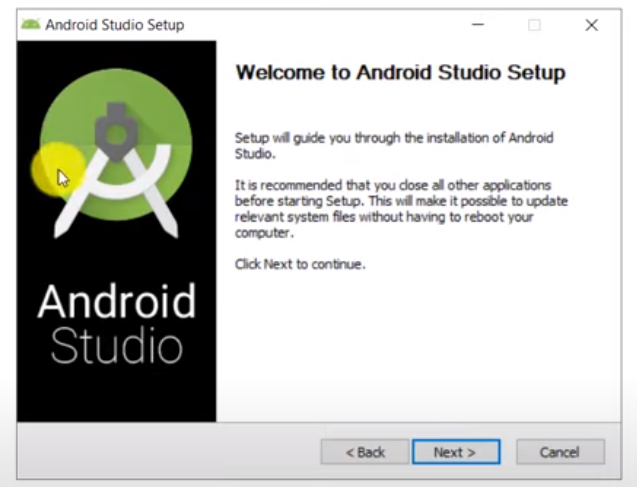 Android Studio Setup
Welcome to Android Studio Setup
Setup will guide you through the installation of Android
Studio.
It is recommended that you close all other applications
before starting Setup. This will make it possible to update
relevant system files without having to reboot your
computer.
Click Next to continue.
Android
Studio
< Back
Next >
Cancel